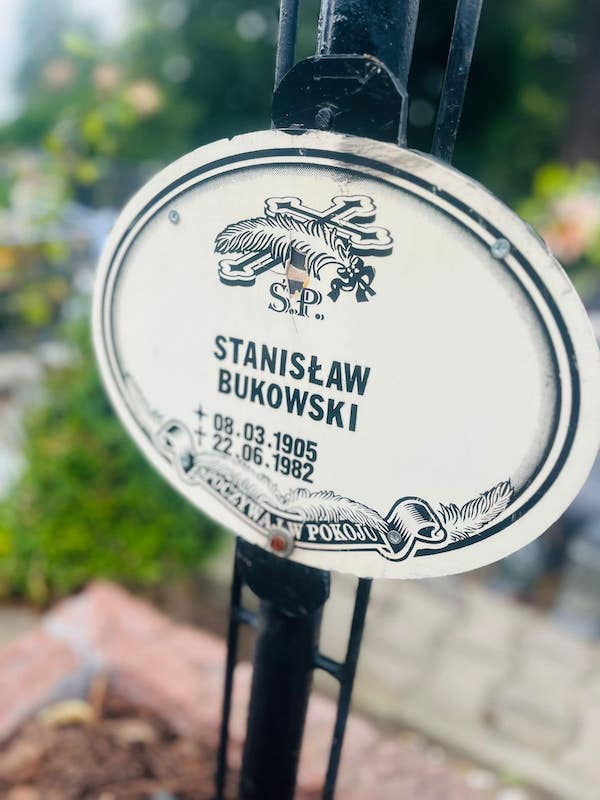 Ś.P.
STANISŁAW
BUKOWSKI
08.03.1905
22.06.1982
SPOCZYWAJ W POKOJU